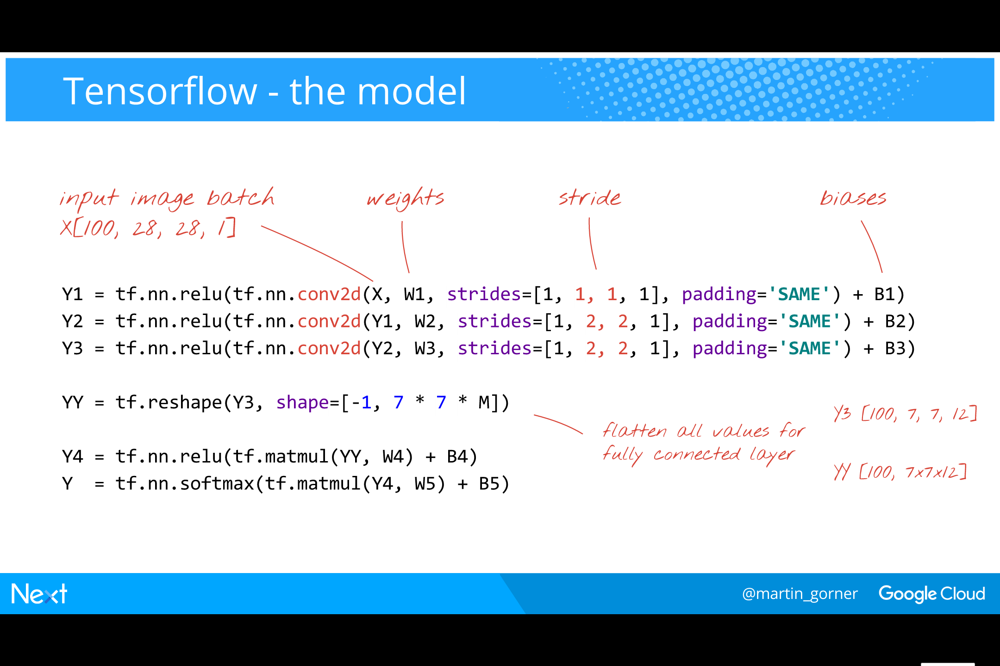 Tensorflow - the model
input image batch
X[100, 28, 28, 1]
weights
stride
biases
Y1 = tf.nn.relu(tf.nn.conv2d(X, W1, strides=[1, 1, 1, 1], padding='SAME') + B1)
Y2 = tf.nn.relu(tf.nn.conv2d(Y1, W2, strides=[1, 2, 2, 1], padding='SAME') + B2)
Y3 = tf.nn.relu(tf.nn.conv2d(Y2, W3, strides=[1, 2, 2, 1], padding='SAME') + B3)
YY = tf.reshape(Y3, shape=[-1, 7 * 7 * M])
flatten all values for
fully connected layer
Y3 [100, 7, 7, 12]
YY [100, 7x7x12]
Y4 = tf.nn.relu(tf.matmul(YY, W4) + B4)
Y  = tf.nn.softmax(tf.matmul(Y4, W5) + B5)
Next
@martin_gorner
Google Cloud